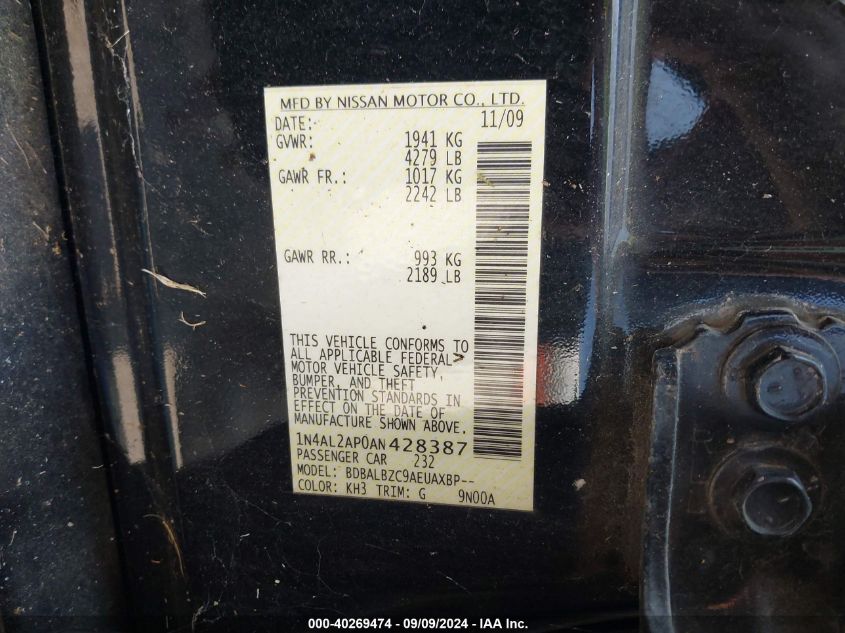 MFD BY NISSAN MOTOR CO., LTD.
DATE: 11/09
GVWR: 1941 KG
4279 LB
GAWR FR.: 1017 KG
2242 LB
GAWR RR.: 993 KG
2189 LB
THIS VEHICLE CONFORMS TO
ALL APPLICABLE FEDERAL
MOTOR VEHICLE SAFETY,
BUMPER, AND THEFT
PREVENTION STANDARDS IN
EFFECT ON THE DATE OF
MANUFACTURE SHOWN ABOVE.
1N4AL2AP0AN428387
PASSENGER CAR 232
MODEL: BDBALBZC9AEUAXBP--
COLOR: KH3 TRIM: G 9N00A
000-40269474 - 09/09/2024 - IAA Inc.